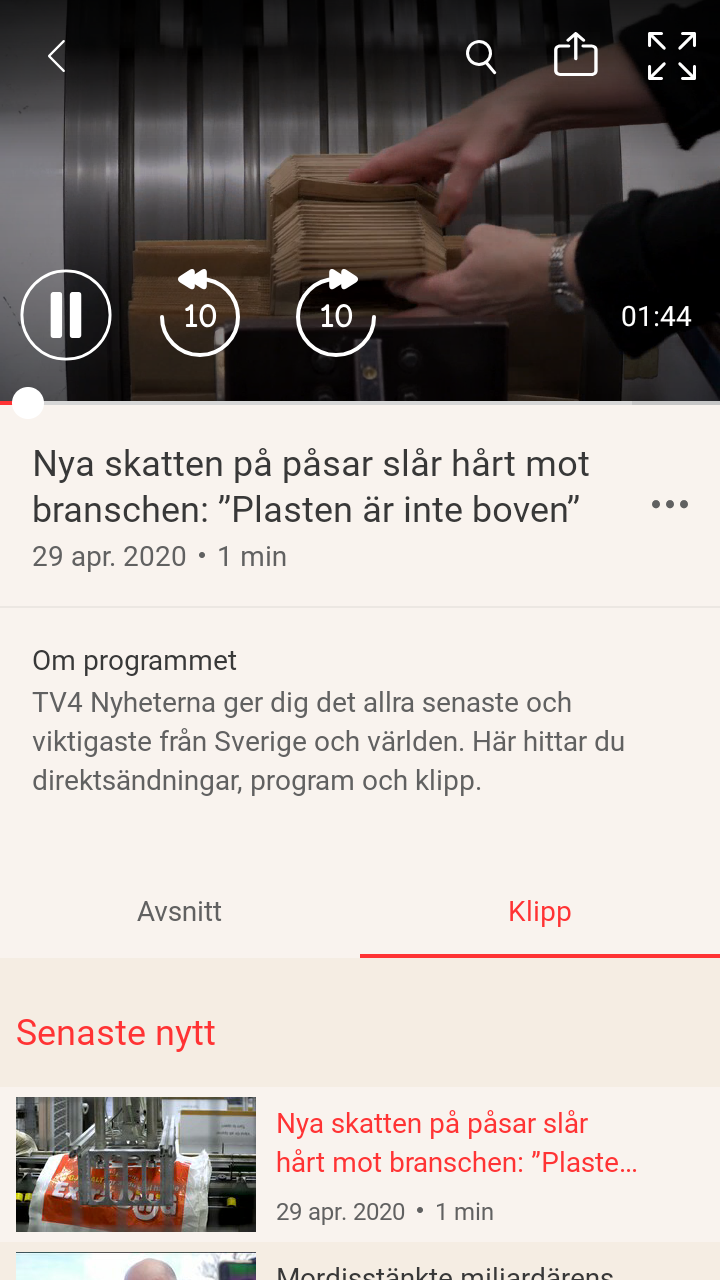 10
10
01:44
Nya skatten på påsar slår hårt mot
branschen: ”Plasten är inte boven”
29 apr. 2020 • 1 min
Om programmet
TV4 Nyheterna ger dig det allra senaste och
viktigaste från Sverige och världen. Här hittar du
direktsändningar, program och klipp.
Avsnitt
Klipp
Senaste nytt
Nya skatten på påsar slår
hårt mot branschen: ”Plaste…
29 apr. 2020 • 1 min
Mordisstänkte miljardärens